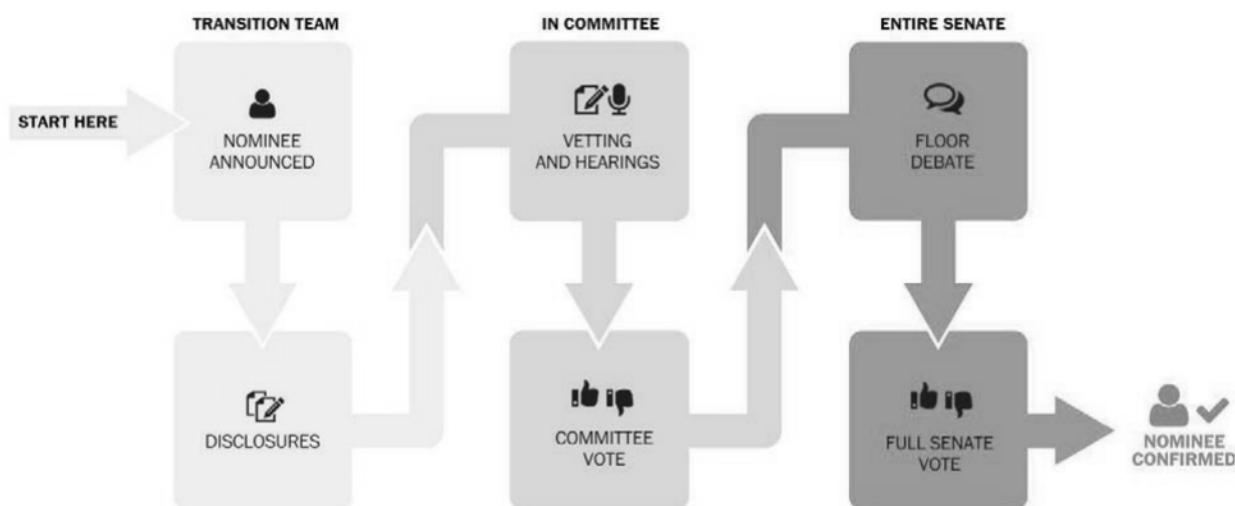 TRANSITION TEAM
IN COMMITTEE
ENTIRE SENATE
START HERE
NOMINEE
ANNOUNCED
VETTING
AND HEARINGS
FLOOR
DEBATE
DISCLOSURES
COMMITTEE
VOTE
FULL SENATE
VOTE
NOMINEE
CONFIRMED